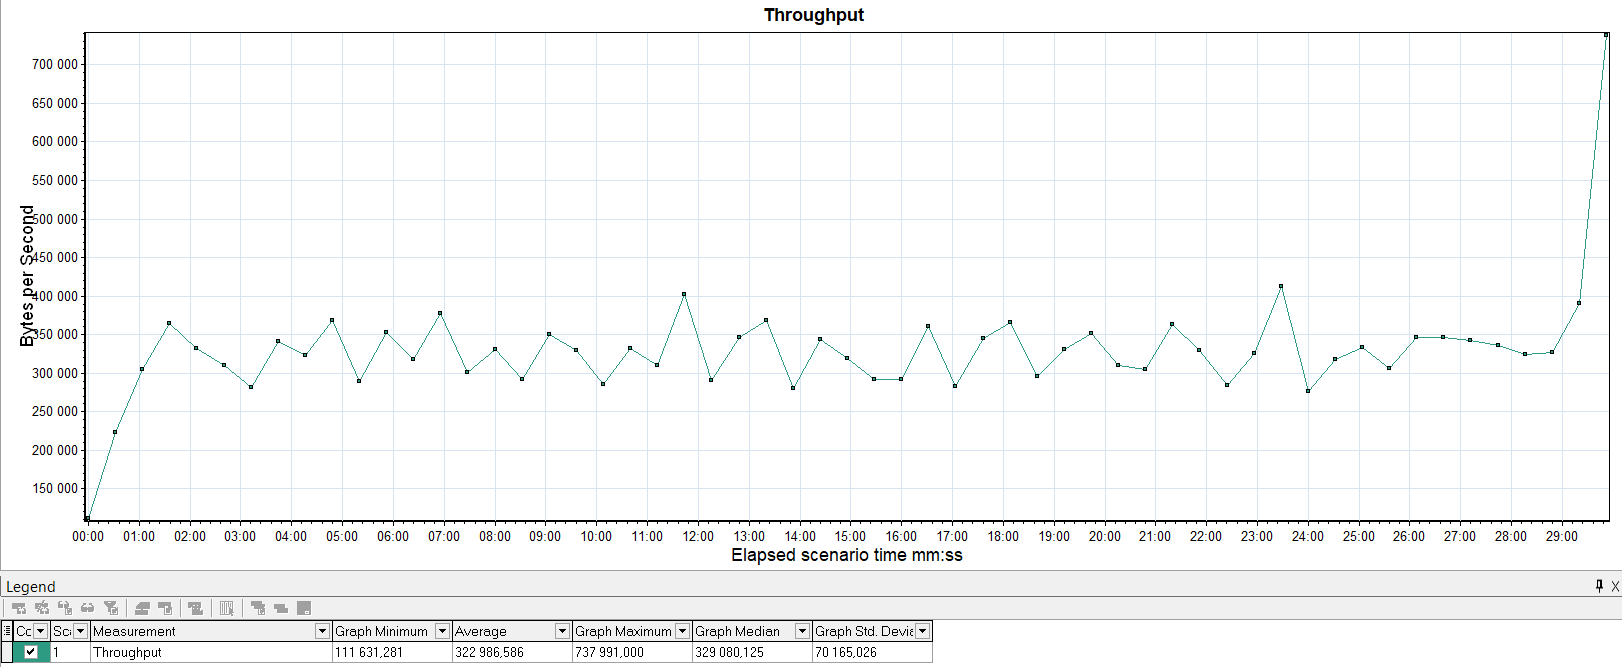 Throughput
Bytes per Second
700 000
650 000
600 000
550 000
500 000
450 000
400 000
350 000
300 000
250 000
200 000
150 000
00:00 01:00 02:00 03:00 04:00 05:00 06:00 07:00 08:00 09:00 10:00 11:00 12:00 13:00 14:00 15:00 16:00 17:00 18:00 19:00 20:00 21:00 22:00 23:00 24:00 25:00 26:00 27:00 28:00 29:00
Elapsed scenario time mm:ss
Legend
Cc Sca Measurement Graph Minimum Average Graph Maximum Graph Median Graph Std. Devia
1 Throughput 111 631,281 322 986,586 737 991,000 329 080,125 70 165,026